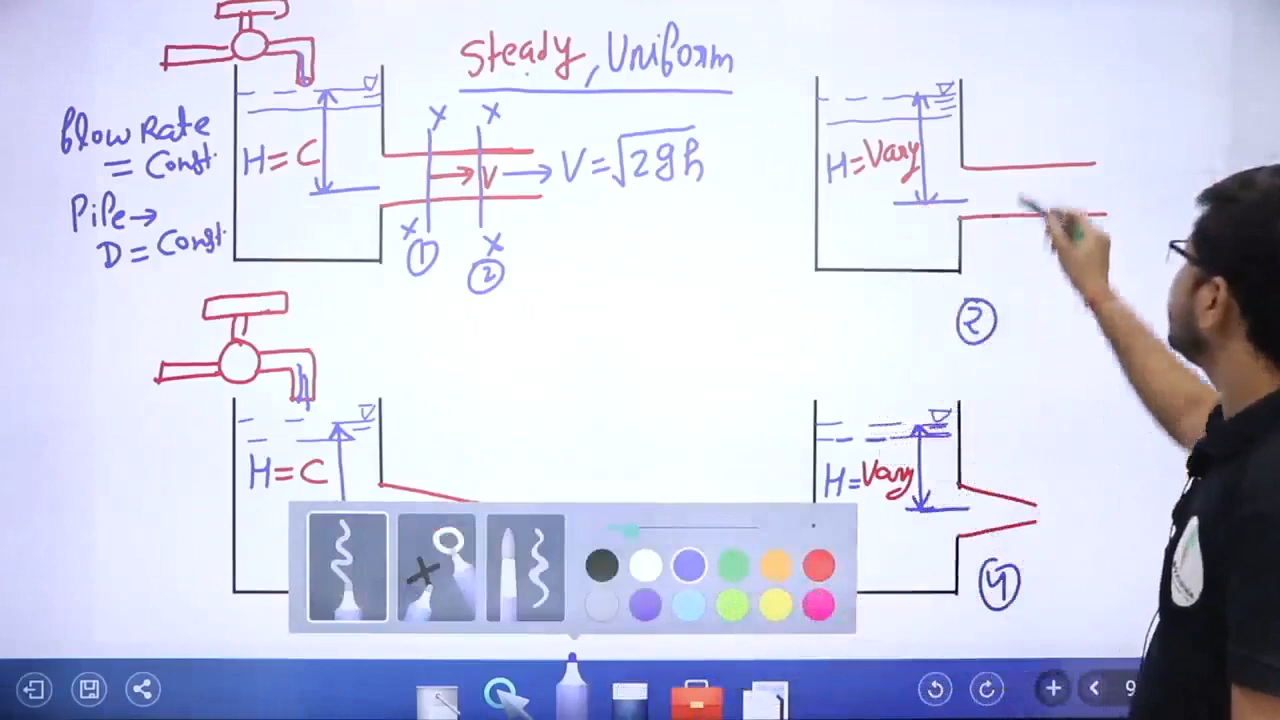 Steady, Uniform
flow Rate
= Const.
Pipe→
D = Const.
H = C
x
x
V
V = √2gh
x
x
①
②
H = Vary
②
H = C
H = Vary
④
9